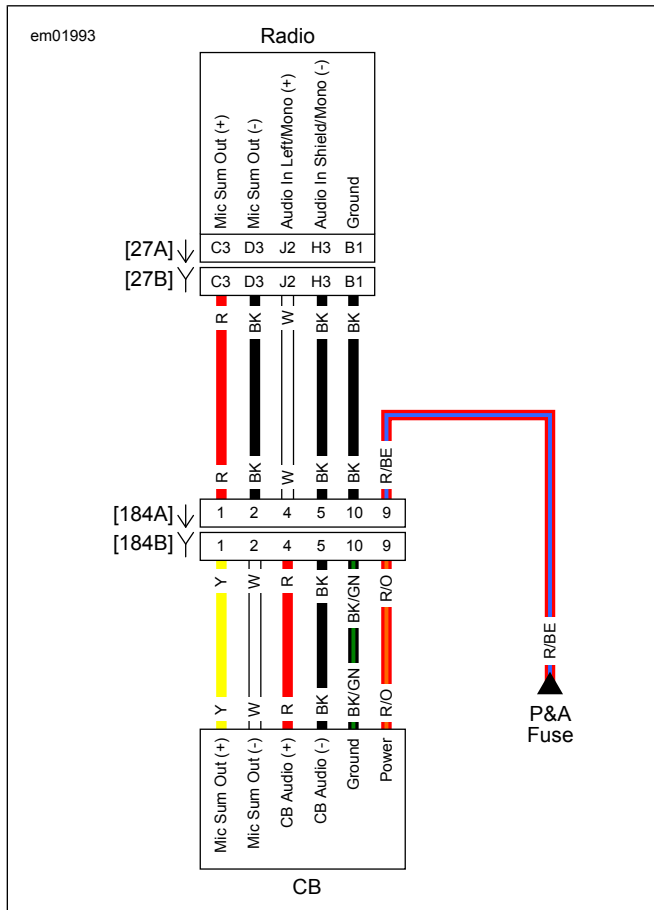 em01993
Radio
Mic Sum Out (+)
Mic Sum Out (-)
Audio In Left/Mono (+)
Audio In Shield/Mono (-)
Ground
[27A] C3 D3 J2 H3 B1
[27B] C3 D3 J2 H3 B1
R BK W BK BK
R BK W BK BK R/BE
[184A] 1 2 4 5 10 9
[184B] 1 2 4 5 10 9
Y W R BK BK/GN R/O
R/BE
Y W R BK BK/GN R/O
P&A
Fuse
Mic Sum Out (+)
Mic Sum Out (-)
CB Audio (+)
CB Audio (-)
Ground
Power
CB